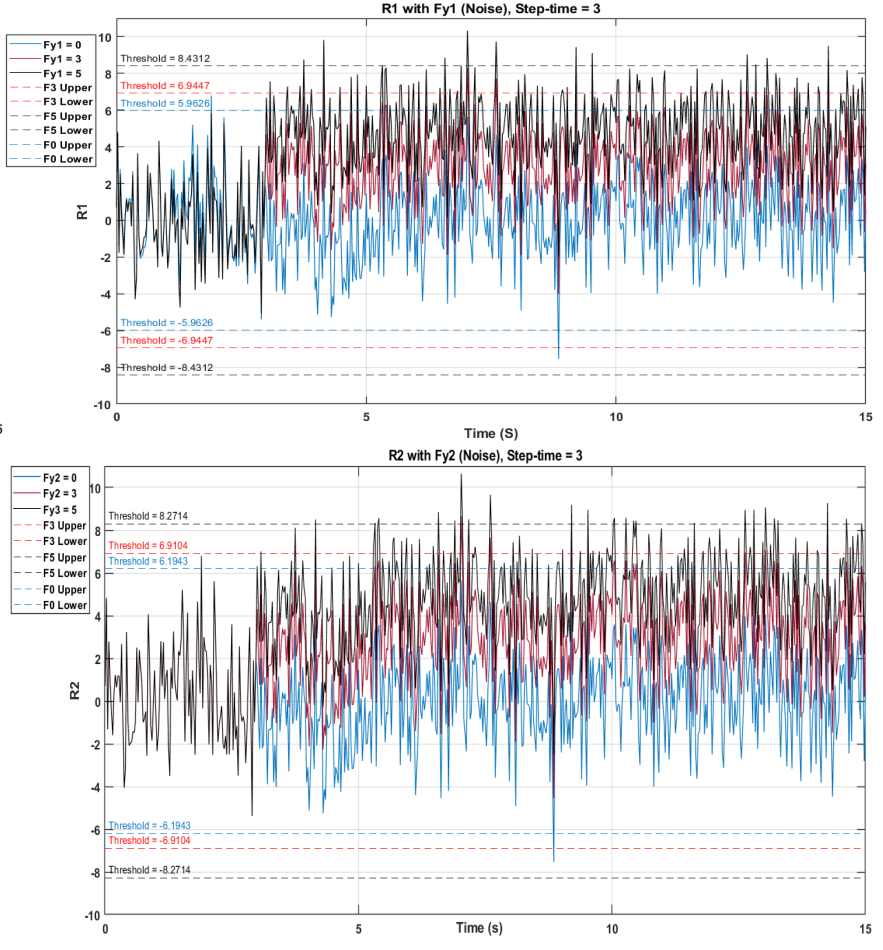 R1 with Fy1 (Noise), Step-time = 3
Fy1 = 0
Fy1 = 3
Fy1 = 5
F3 Upper
F3 Lower
F5 Upper
F5 Lower
F0 Upper
F0 Lower
10
8
6
4
2
0
-2
-4
-6
-8
-10
R1
Threshold = 8.4312
Threshold = 6.9447
Threshold = 5.9626
Threshold = -5.9626
Threshold = -6.9447
Threshold = -8.4312
0
5
10
15
Time (S)
5
R2 with Fy2 (Noise), Step-time = 3
Fy2 = 0
Fy2 = 3
Fy3 = 5
F3 Upper
F3 Lower
F5 Upper
F5 Lower
F0 Upper
F0 Lower
10
8
6
4
2
0
-2
-4
-6
-8
-10
R2
Threshold = 8.2714
Threshold = 6.9104
Threshold = 6.1943
Threshold = -6.1943
Threshold = -6.9104
Threshold = -8.2714
0
5
10
15
Time (s)